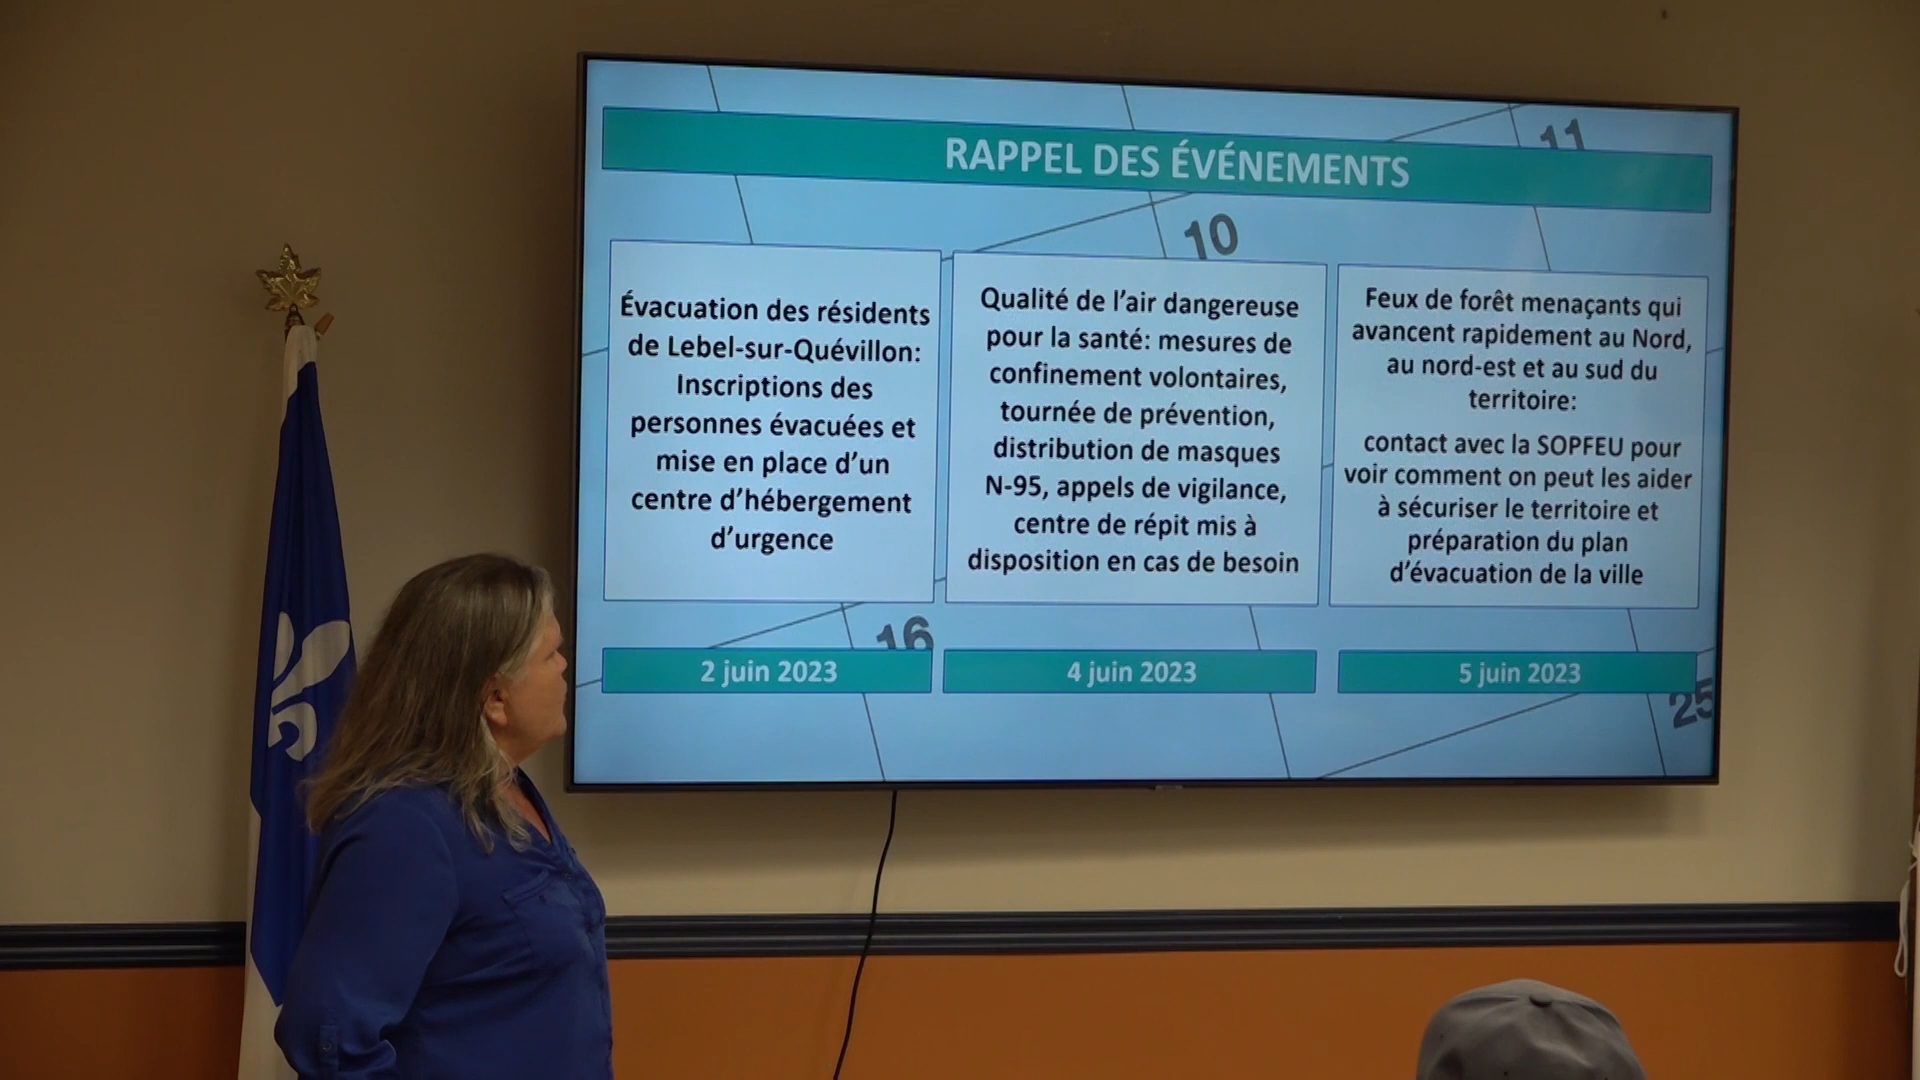 RAPPEL DES ÉVÉNEMENTS
11
10
Évacuation des résidents
de Lebel-sur-Quévillon:
Inscriptions des
personnes évacuées et
mise en place d'un
centre d'hébergement
d'urgence
Qualité de l'air dangereuse
pour la santé: mesures de
confinement volontaires,
tournée de prévention,
distribution de masques
N-95, appels de vigilance,
centre de répit mis à
disposition en cas de besoin
Feux de forêt menaçants qui
avancent rapidement au Nord,
au nord-est et au sud du
territoire:
contact avec la SOPFEU pour
voir comment on peut les aider
à sécuriser le territoire et
préparation du plan
d'évacuation de la ville
16
2 juin 2023
4 juin 2023
5 juin 2023
25